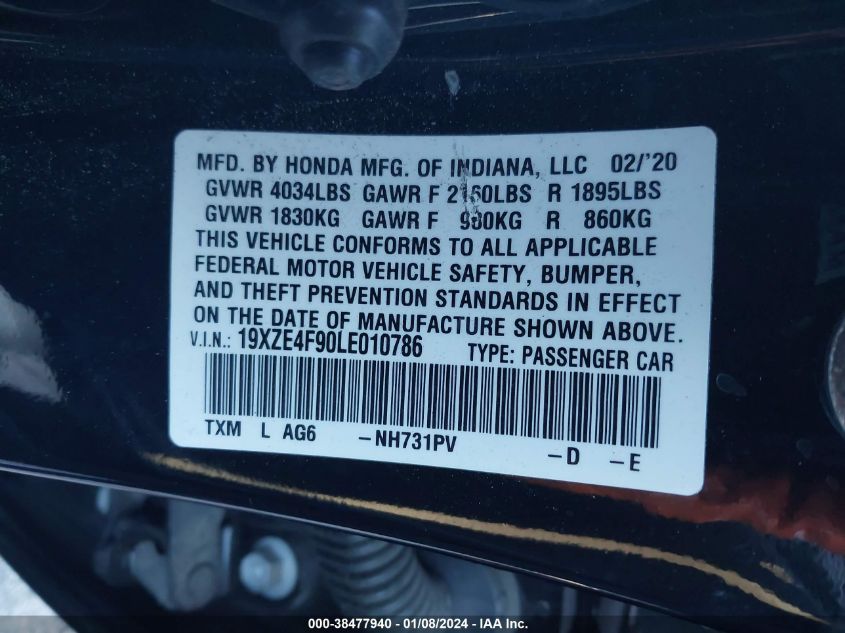 MFD. BY HONDA MFG. OF INDIANA, LLC 02/'20
GVWR 4034LBS GAWR F 2160LBS R 1895LBS
GVWR 1830KG GAWR F 980KG R 860KG
THIS VEHICLE CONFORMS TO ALL APPLICABLE
FEDERAL MOTOR VEHICLE SAFETY, BUMPER,
AND THEFT PREVENTION STANDARDS IN EFFECT
ON THE DATE OF MANUFACTURE SHOWN ABOVE.
V.I.N.: 19XZE4F90LE010786 TYPE: PASSENGER CAR
TXM L AG6 -NH731PV -D -E
000-38477940 - 01/08/2024 - IAA Inc.